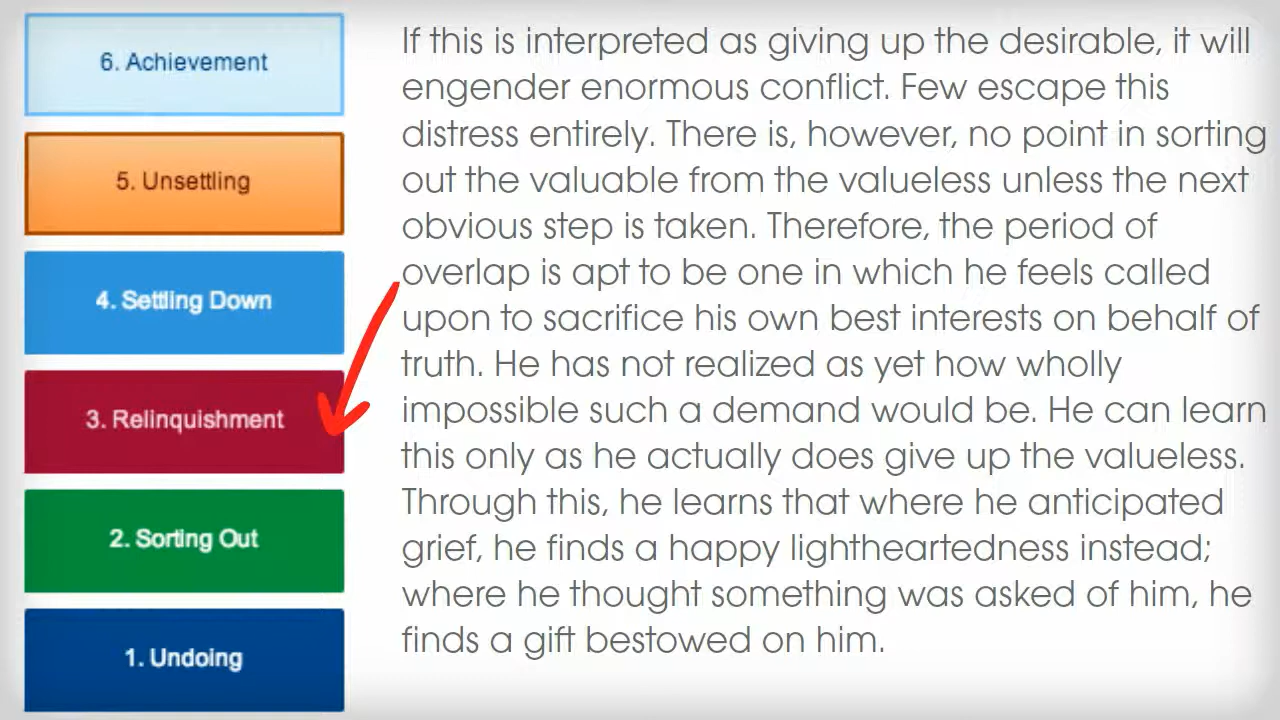 6. Achievement
5. Unsettling
4. Settling Down
3. Relinquishment
2. Sorting Out
1. Undoing
If this is interpreted as giving up the desirable, it will
engender enormous conflict. Few escape this
distress entirely. There is, however, no point in sorting
out the valuable from the valueless unless the next
obvious step is taken. Therefore, the period of
overlap is apt to be one in which he feels called
upon to sacrifice his own best interests on behalf of
truth. He has not realized as yet how wholly
impossible such a demand would be. He can learn
this only as he actually does give up the valueless.
Through this, he learns that where he anticipated
grief, he finds a happy lightheartedness instead;
where he thought something was asked of him, he
finds a gift bestowed on him.